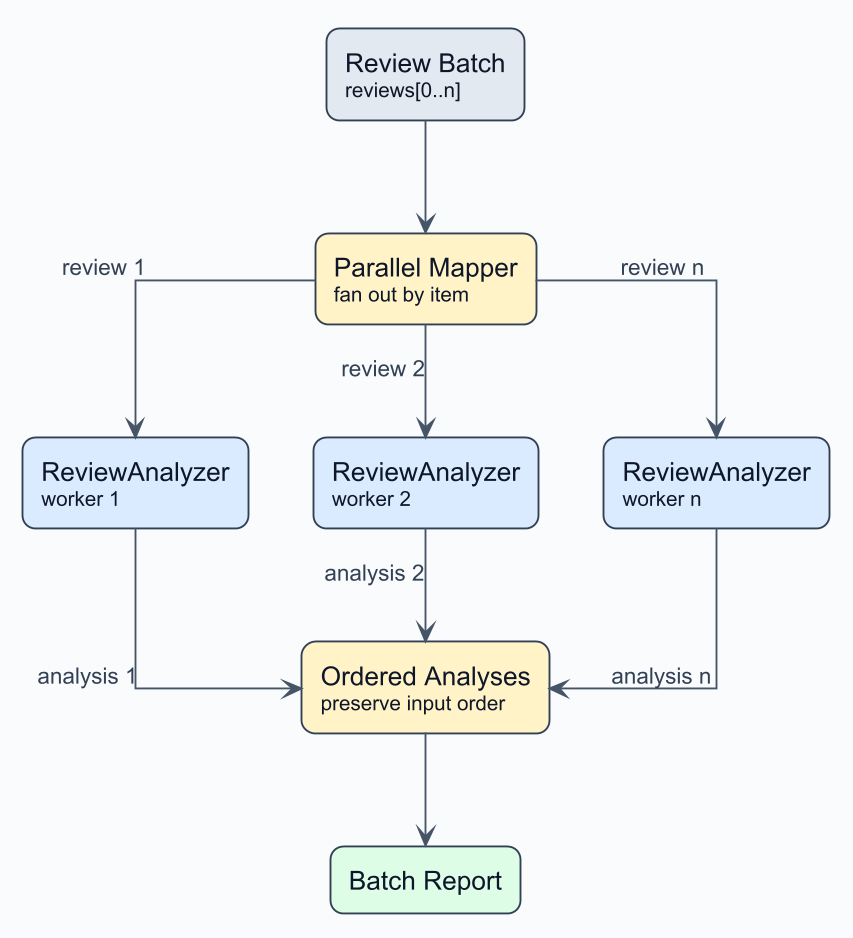 Review Batch
reviews[0..n]
Parallel Mapper
fan out by item
review 1
review n
review 2
ReviewAnalyzer
worker 1
ReviewAnalyzer
worker 2
ReviewAnalyzer
worker n
analysis 2
analysis 1
analysis n
Ordered Analyses
preserve input order
Batch Report